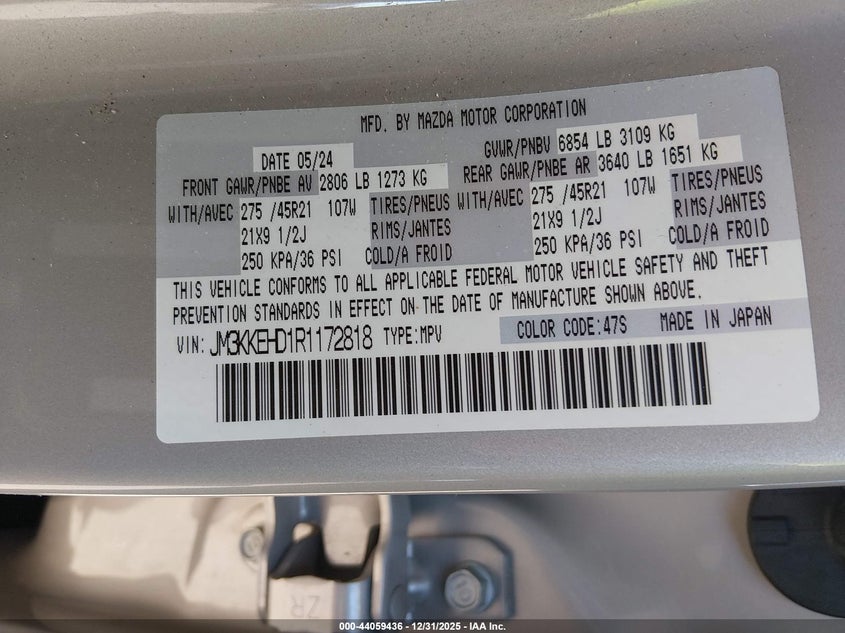 MFD. BY MAZDA MOTOR CORPORATION
DATE 05/24 GVWR/PNBV 6854 LB 3109 KG
FRONT GAWR/PNBE AV 2806 LB 1273 KG REAR GAWR/PNBE AR 3640 LB 1651 KG
WITH/AVEC 275 /45R21 107W TIRES/PNEUS WITH/AVEC 275 /45R21 107W TIRES/PNEUS
21X9 1/2J RIMS/JANTES 21X9 1/2J RIMS/JANTES
250 KPA/36 PSI COLD/A FROID 250 KPA/36 PSI COLD/A FROID
THIS VEHICLE CONFORMS TO ALL APPLICABLE FEDERAL MOTOR VEHICLE SAFETY AND THEFT
PREVENTION STANDARDS IN EFFECT ON THE DATE OF MANUFACTURE SHOWN ABOVE.
VIN: JM3KKEHD1R1172818 TYPE:MPV COLOR CODE:47S MADE IN JAPAN
ZR
000-44059436 - 12/31/2025 - IAA Inc.